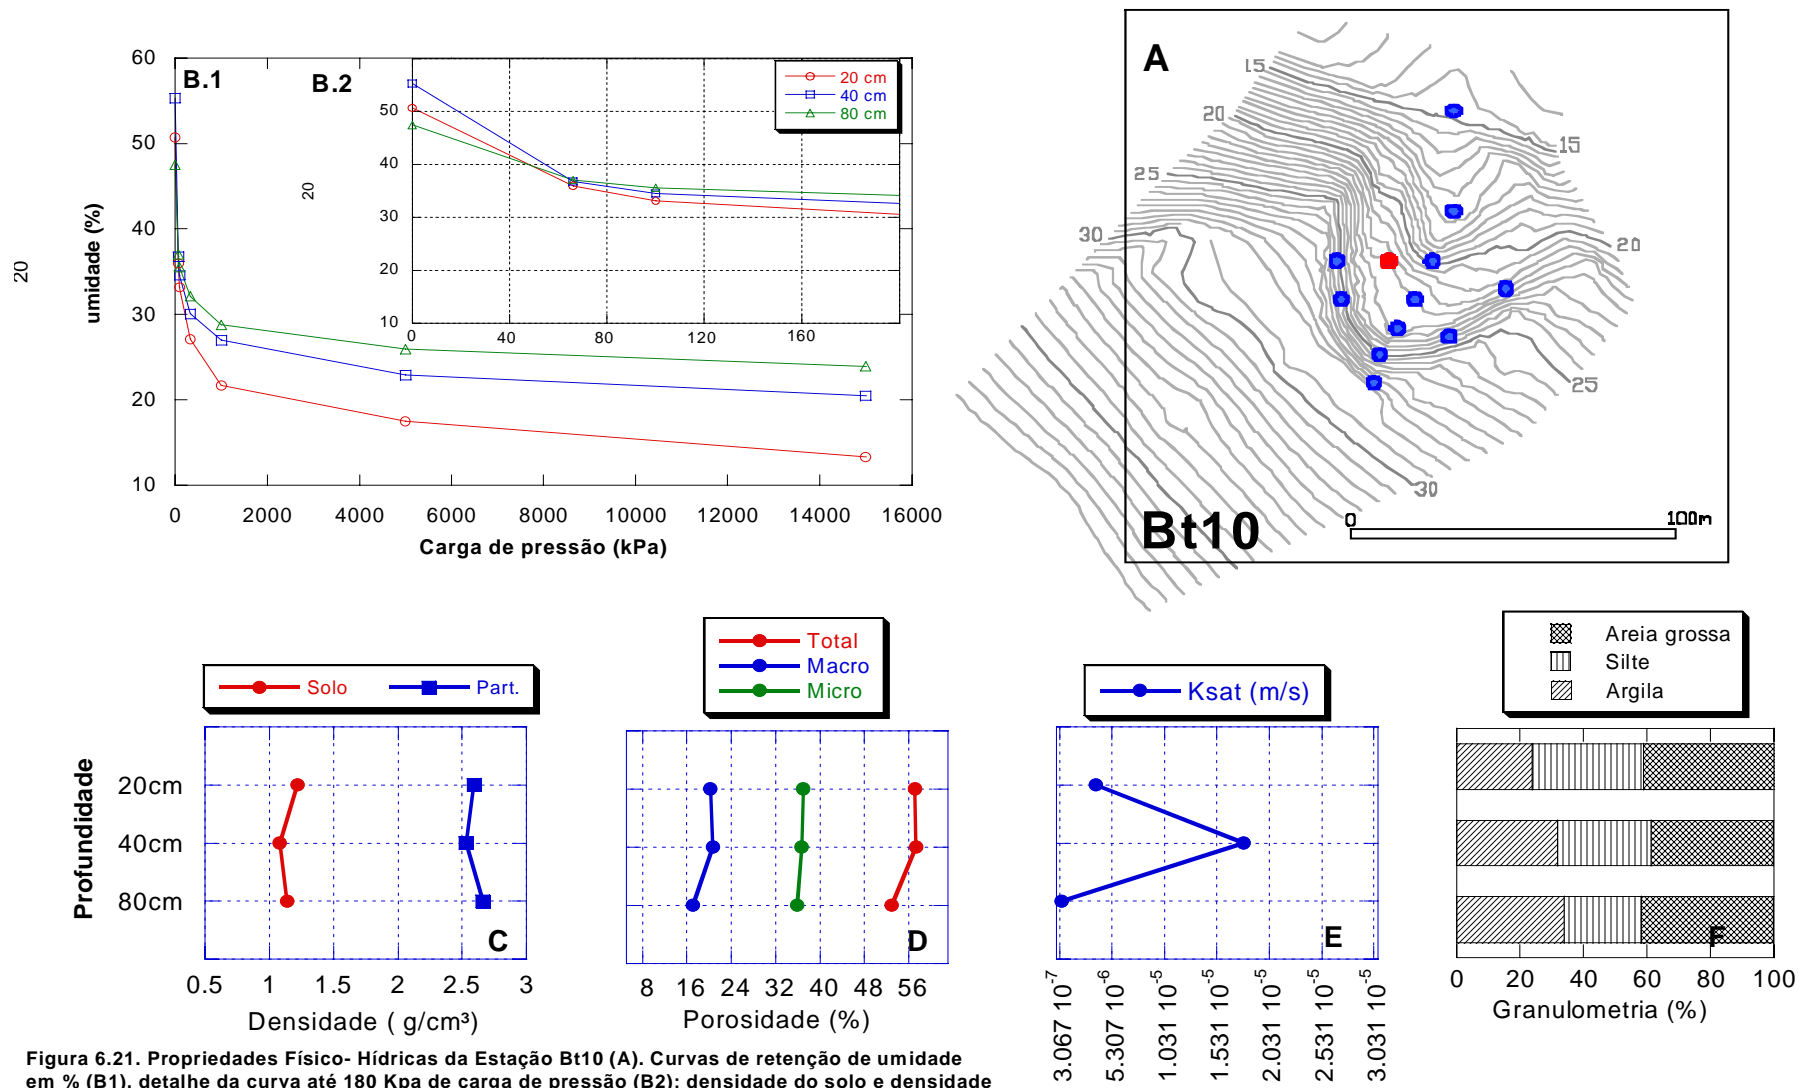 60
50
40
30
20
10
B.1
umidade (%)
20
0 2000 4000 6000 8000 10000 12000 14000 16000
Carga de pressão (kPa)
B.2
20
50
40
30
20
10
0 40 80 120 160
20 cm
40 cm
80 cm
A
15
20
25
30
15
20
25
30
Bt10
0 100m
Solo Part.
Profundidade
20cm
40cm
80cm
C
0.5 1 1.5 2 2.5 3
Densidade ( g/cm³)
Total
Macro
Micro
D
8 16 24 32 40 48 56
Porosidade (%)
Ksat (m/s)
E
3.067 10⁻⁷
5.307 10⁻⁶
1.031 10⁻⁵
1.531 10⁻⁵
2.031 10⁻⁵
2.531 10⁻⁵
3.031 10⁻⁵
Areia grossa
Silte
Argila
F
0 20 40 60 80 100
Granulometria (%)
Figura 6.21. Propriedades Físico- Hídricas da Estação Bt10 (A). Curvas de retenção de umidade
em % (B1), detalhe da curva até 180 Kpa de carga de pressão (B2); densidade do solo e densidade